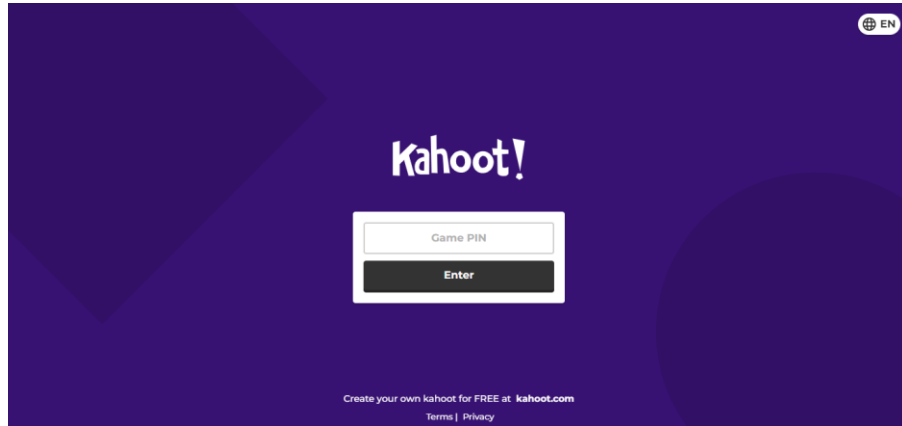 EN
Kahoot!
Game PIN
Enter
Create your own kahoot for FREE at kahoot.com
Terms | Privacy